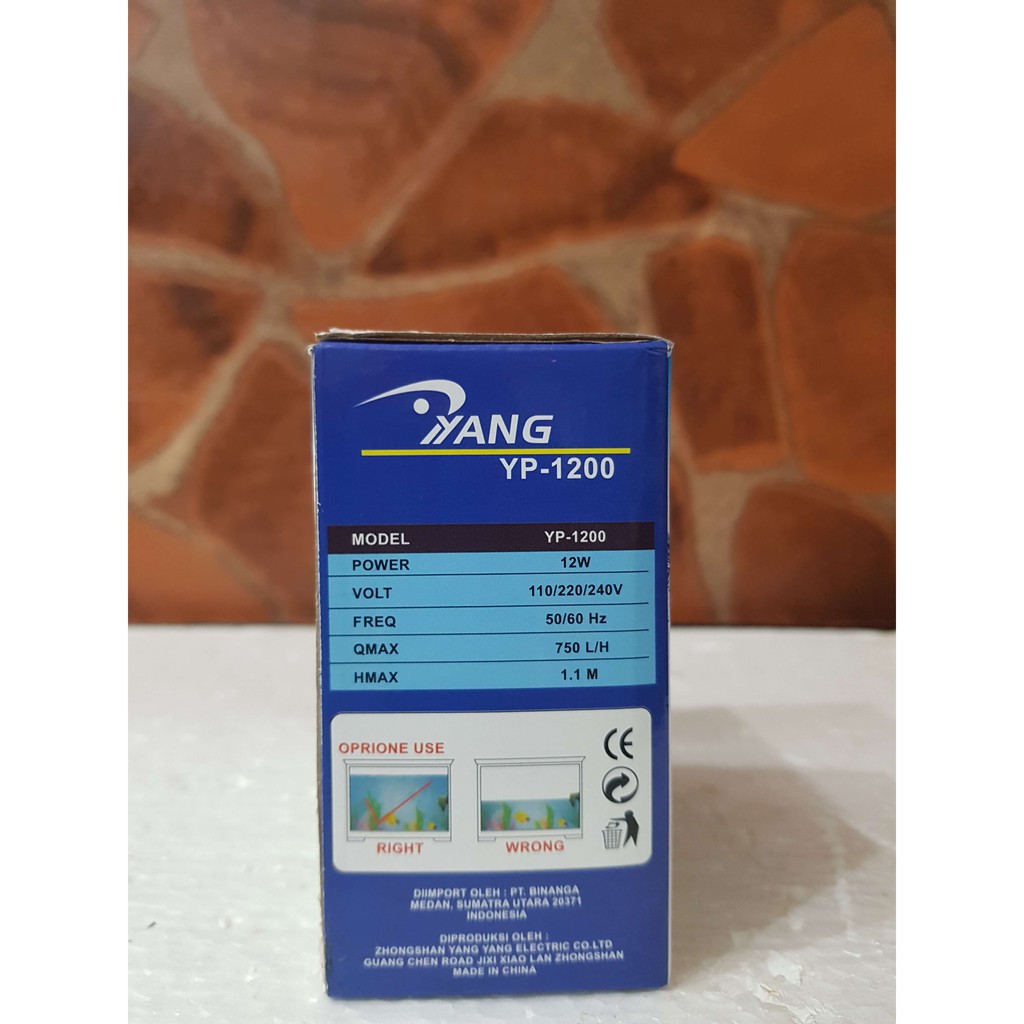 YANG
YP-1200
MODEL YP-1200
POWER 12W
VOLT 110/220/240V
FREQ 50/60 Hz
QMAX 750 L/H
HMAX 1.1 M
OPRIONE USE
CE
RIGHT WRONG
DIIMPORT OLEH : PT. BINANGA
MEDAN, SUMATRA UTARA 20371
INDONESIA
DIPRODUKSI OLEH :
ZHONGSHAN YANG YANG ELECTRIC CO.LTD
GUANG CHEN ROAD JIXI XIAO LAN ZHONGSHAN
MADE IN CHINA